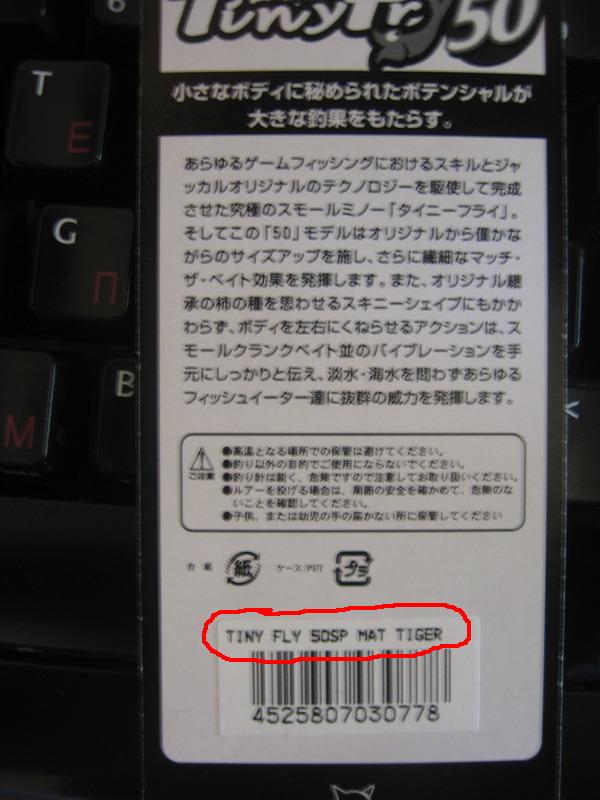 6
T
Е
G
П
М
B
TinyFry 50
小さなボディに秘められたポテンシャルが
大きな釣果をもたらす。
あらゆるゲームフィッシングにおけるスキルとジャ
ッカルオリジナルのテクノロジーを駆使して完成
させた究極のスモールミノー「タイニーフライ」。
そしてこの「50」モデルはオリジナルから僅かな
がらのサイズアップを施し、さらに繊細なマッチ・
ザ・ベイト効果を発揮します。また、オリジナル継
承の柿の種を思わせるスキニーシェイプにもかか
わらず、ボディを左右にくねらせるアクションは、ス
モールクランクベイト並のバイブレーションを手
元にしっかりと伝え、淡水・海水を問わずあらゆる
フィッシュイーター達に抜群の威力を発揮します。
ご注意
●高温となる場所での保管は避けてください。
●釣り以外の目的でご使用にならないでください。
●釣り針は鋭く、危険ですので注意してお取り扱いください。
●ルアーを投げる場合は、周囲の安全を確かめて、危険のな
いことを確認してください。
●子供、または幼児の手の届かない所に保管してください
台紙 紙 ケース/PET プラ
TINY FLY 50SP MAT TIGER
4525807030778